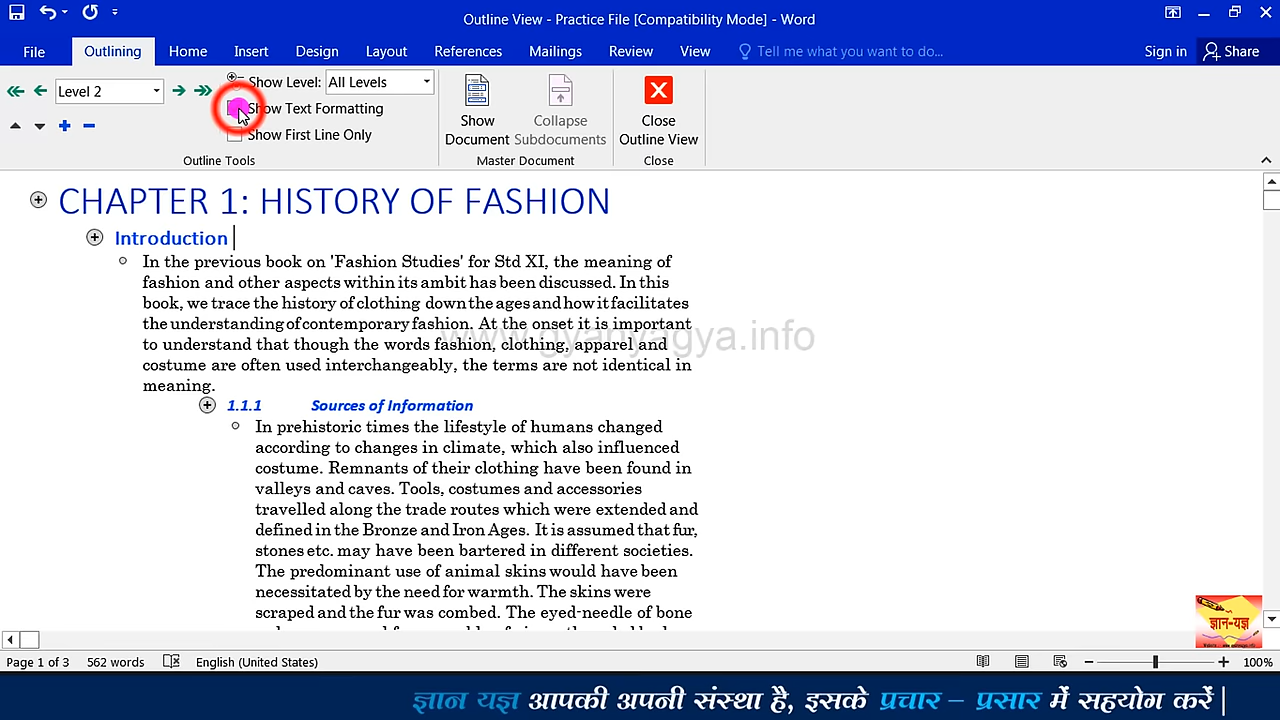 Outline View - Practice File [Compatibility Mode] - Word
File Outlining Home Insert Design Layout References Mailings Review View Tell me what you want to do... Sign in Share
Level 2
Show Level: All Levels
Show Text Formatting
Show First Line Only
Outline Tools
Show Document
Collapse Subdocuments
Master Document
Close Outline View
Close
CHAPTER 1: HISTORY OF FASHION
Introduction
In the previous book on 'Fashion Studies' for Std XI, the meaning of
fashion and other aspects within its ambit has been discussed. In this
book, we trace the history of clothing down the ages and how it facilitates
the understanding of contemporary fashion. At the onset it is important
www.gyanyagya.info
to understand that though the words fashion, clothing, apparel and
costume are often used interchangeably, the terms are not identical in
meaning.
1.1.1 Sources of Information
In prehistoric times the lifestyle of humans changed
according to changes in climate, which also influenced
costume. Remnants of their clothing have been found in
valleys and caves. Tools, costumes and accessories
travelled along the trade routes which were extended and
defined in the Bronze and Iron Ages. It is assumed that fur,
stones etc. may have been bartered in different societies.
The predominant use of animal skins would have been
necessitated by the need for warmth. The skins were
scraped and the fur was combed. The eyed-needle of bone
ज्ञान-यज्ञ
Page 1 of 3 562 words English (United States) 100%
ज्ञान यज्ञ आपकी अपनी संस्था है, इसके प्रचार – प्रसार में सहयोग करें |